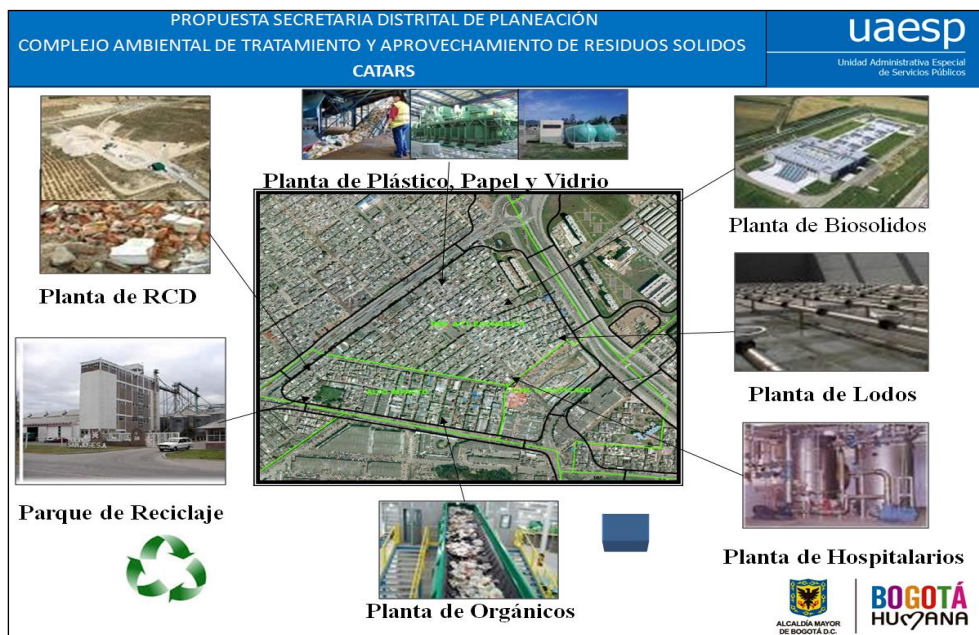 PROPUESTA SECRETARIA DISTRITAL DE PLANEACIÓN
COMPLEJO AMBIENTAL DE TRATAMIENTO Y APROVECHAMIENTO DE RESIDUOS SOLIDOS
CATARS
uaesp
Unidad Administrativa Especial
de Servicios Públicos
Planta de Plástico, Papel y Vidrio
Planta de Biosolidos
Planta de RCD
Planta de Lodos
Parque de Reciclaje
Planta de Hospitalarios
Planta de Orgánicos
ALCALDÍA MAYOR
DE BOGOTÁ D.C.
BOGOTÁ
HUMANA